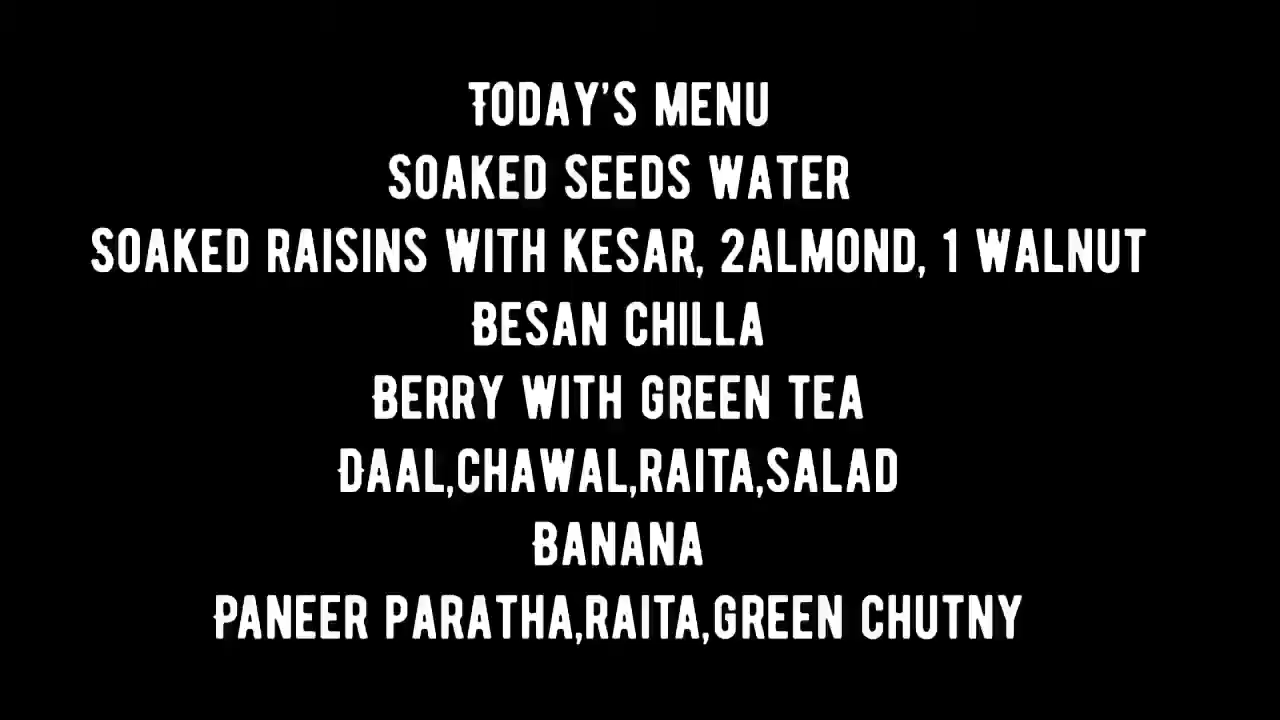 Today's menu
soaked seeds water
Soaked raisins with kesar, 2almond, 1 walnut
Besan chilla
Berry with green tea
Daal,chawal,raita,salad
Banana
Paneer paratha,raita,green chutny